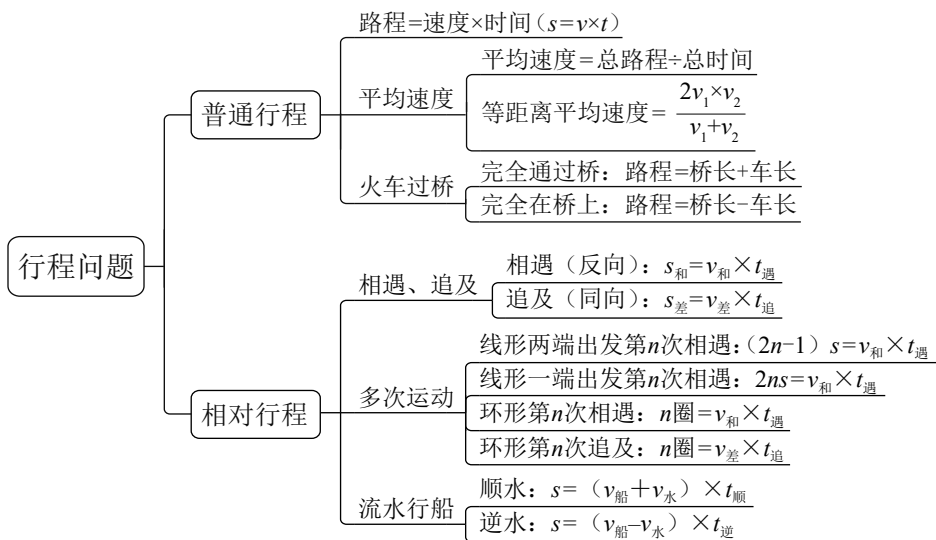 行程问题
普通行程
路程=速度×时间(s=v×t)
平均速度
平均速度=总路程÷总时间
等距离平均速度= 2v₁×v₂
v₁+v₂
火车过桥
完全通过桥：路程=桥长+车长
完全在桥上：路程=桥长-车长
相对行程
相遇、追及
相遇（反向）：s和=v和×t遇
追及（同向）：s差=v差×t追
多次运动
线形两端出发第n次相遇：（2n-1）s=v和×t遇
线形一端出发第n次相遇：2ns=v和×t遇
环形第n次相遇：n圈=v和×t遇
环形第n次追及：n圈=v差×t追
流水行船
顺水：s=（v船+v水）×t顺
逆水：s=（v船-v水）×t逆